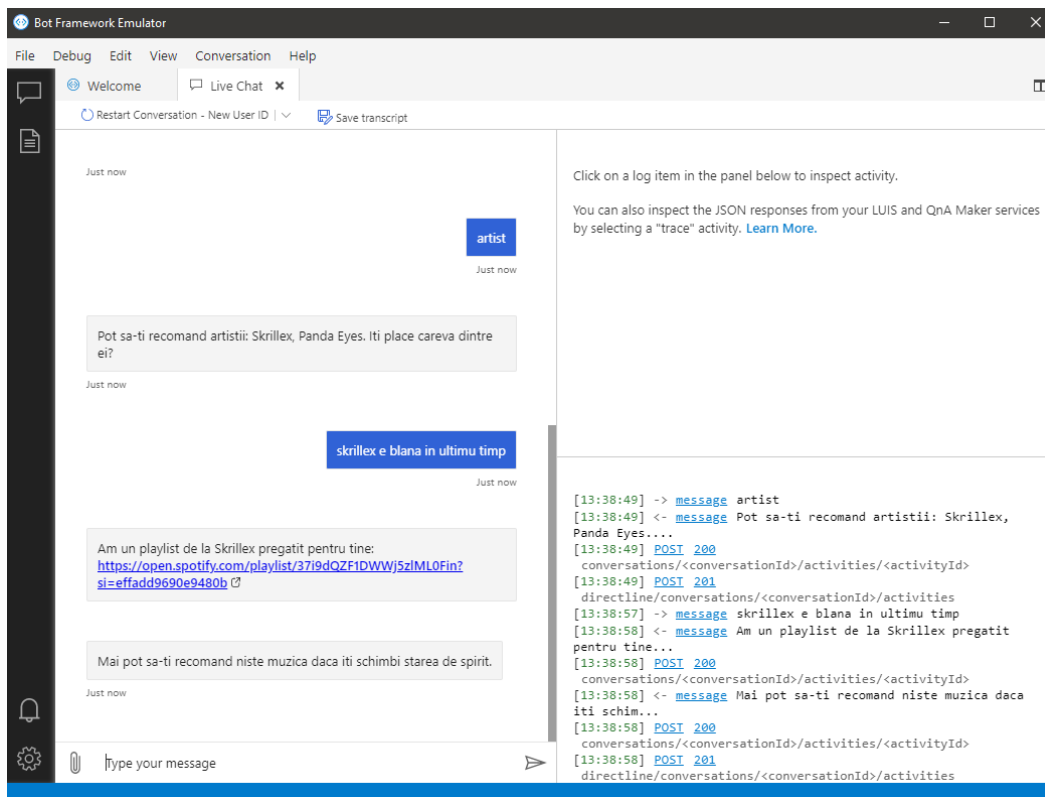 Bot Framework Emulator
File Debug Edit View Conversation Help
Welcome
Live Chat
Restart Conversation - New User ID
Save transcript
Just now
artist
Just now
Pot sa-ti recomand artistii: Skrillex, Panda Eyes. Iti place careva dintre
ei?
Just now
skrillex e blana in ultimu timp
Just now
Am un playlist de la Skrillex pregatit pentru tine:
https://open.spotify.com/playlist/37i9dQZF1DWWj5zlML0Fin?
si=effadd9690e9480b
Mai pot sa-ti recomand niste muzica daca iti schimbi starea de spirit.
Just now
Type your message
Click on a log item in the panel below to inspect activity.
You can also inspect the JSON responses from your LUIS and QnA Maker services
by selecting a "trace" activity. Learn More.
[13:38:49] -> message artist
[13:38:49] <- message Pot sa-ti recomand artistii: Skrillex,
Panda Eyes....
[13:38:49] POST 200
conversations/<conversationId>/activities/<activityId>
[13:38:49] POST 201
directline/conversations/<conversationId>/activities
[13:38:57] -> message skrillex e blana in ultimu timp
[13:38:58] <- message Am un playlist de la Skrillex pregatit
pentru tine...
[13:38:58] POST 200
conversations/<conversationId>/activities/<activityId>
[13:38:58] <- message Mai pot sa-ti recomand niste muzica daca
iti schim...
[13:38:58] POST 200
conversations/<conversationId>/activities/<activityId>
[13:38:58] POST 201
directline/conversations/<conversationId>/activities